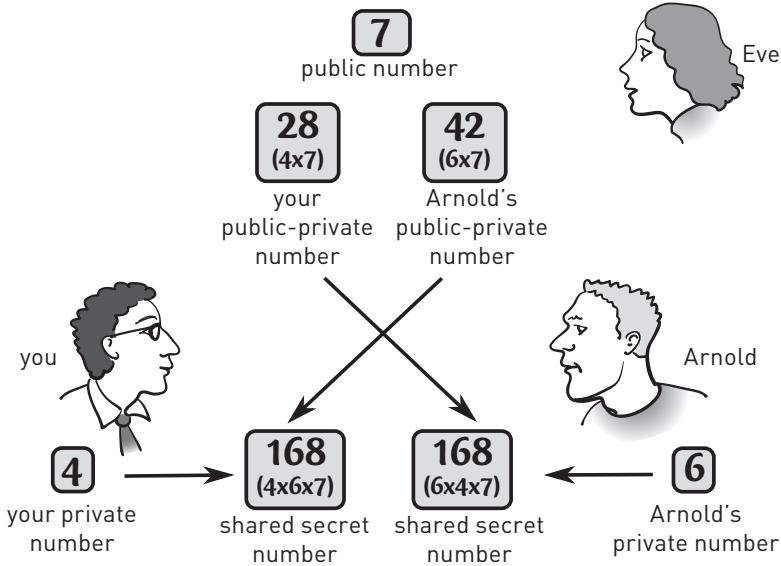 7
public number
Eve
28
(4x7)
your
public-private
number
42
(6x7)
Arnold's
public-private
number
you
Arnold
4
your private
number
168
(4x6x7)
shared secret
number
168
(6x4x7)
shared secret
number
6
Arnold's
private number